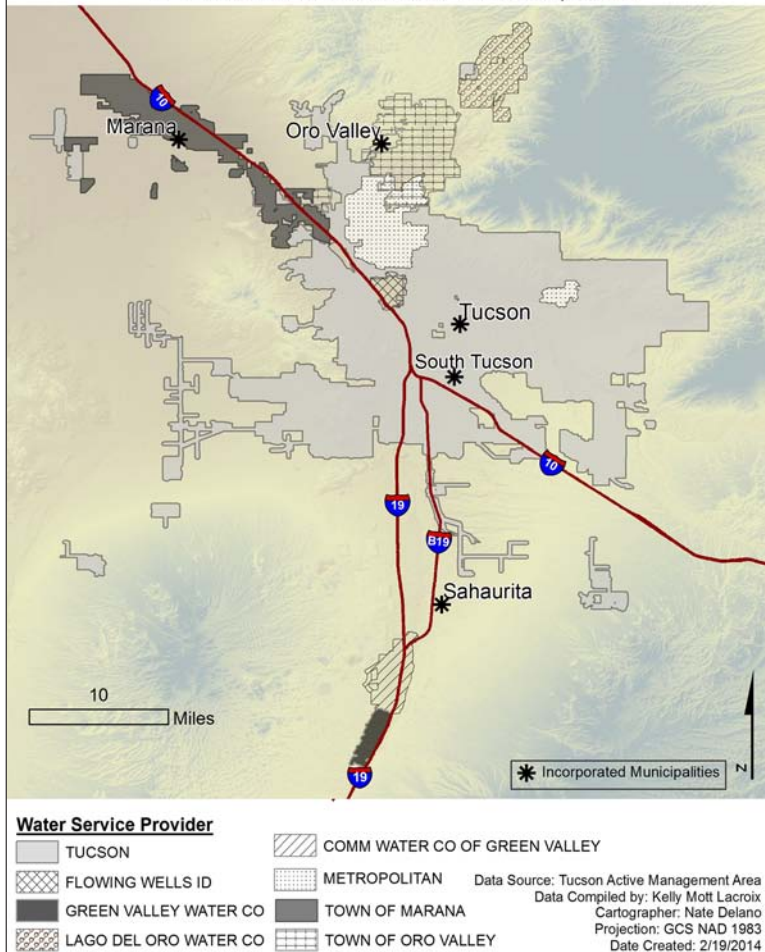 10
Marana
Oro Valley
Tucson
South Tucson
10
19
B19
Sahaurita
10
Miles
19
N
Incorporated Municipalities
Water Service Provider
TUCSON
COMM WATER CO OF GREEN VALLEY
FLOWING WELLS ID
METROPOLITAN
GREEN VALLEY WATER CO
TOWN OF MARANA
LAGO DEL ORO WATER CO
TOWN OF ORO VALLEY
Data Source: Tucson Active Management Area
Data Compiled by: Kelly Mott Lacroix
Cartographer: Nate Delano
Projection: GCS NAD 1983
Date Created: 2/19/2014